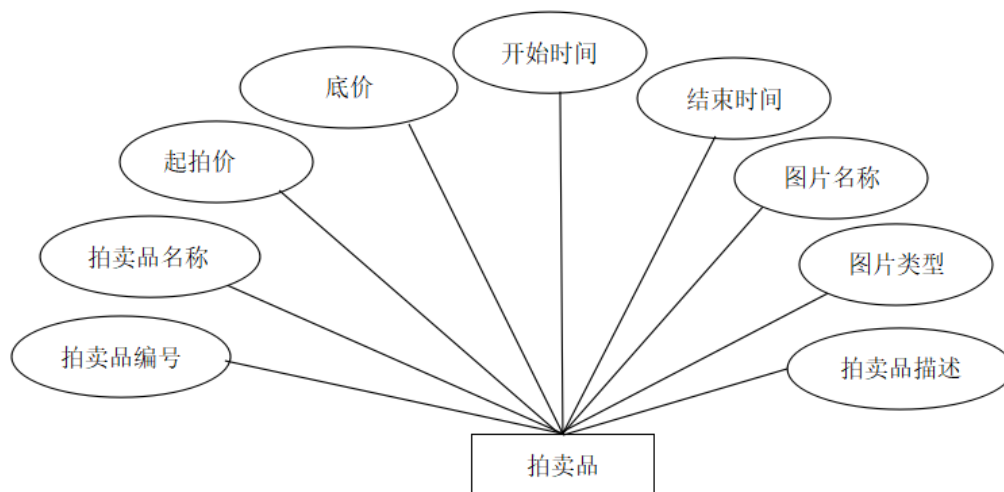 开始时间
底价
结束时间
起拍价
图片名称
拍卖品名称
图片类型
拍卖品编号
拍卖品描述
拍卖品